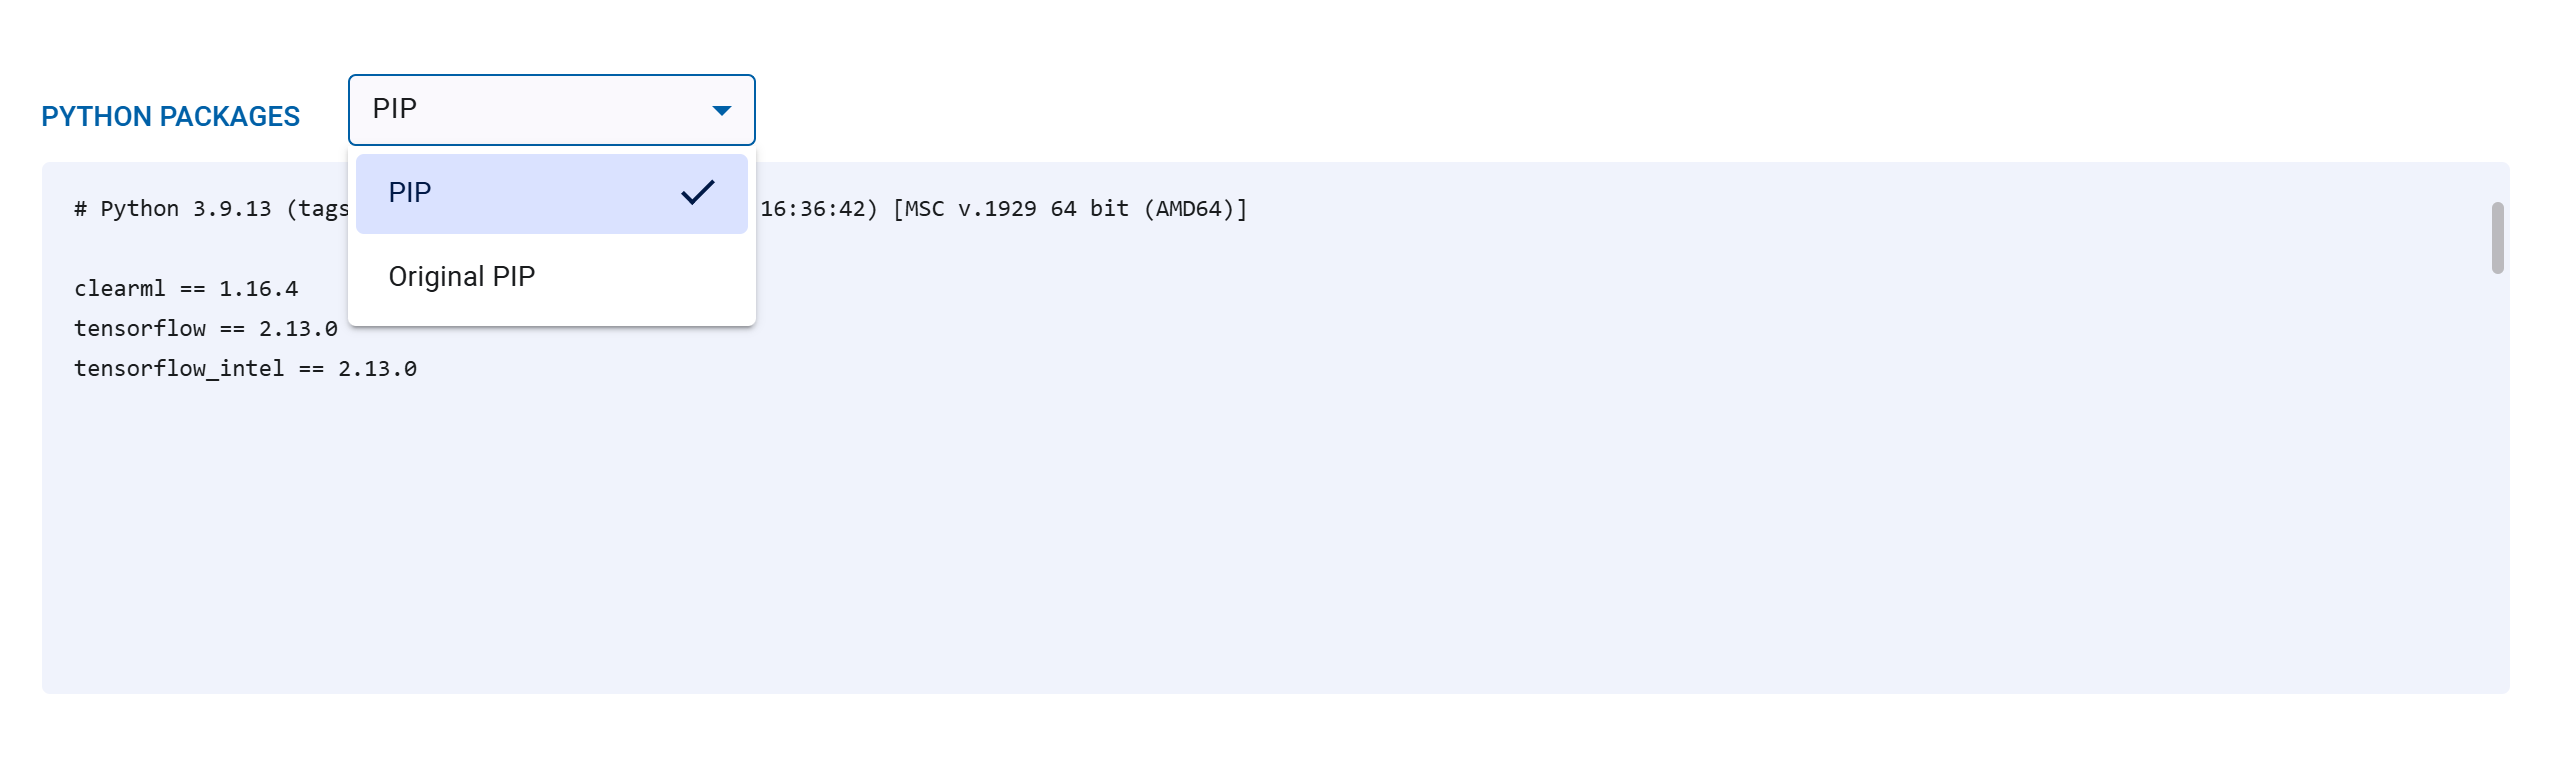 PYTHON PACKAGES
PIP
PIP
Original PIP
# Python 3.9.13 (tags 16:36:42) [MSC v.1929 64 bit (AMD64)]
clearml == 1.16.4
tensorflow == 2.13.0
tensorflow_intel == 2.13.0